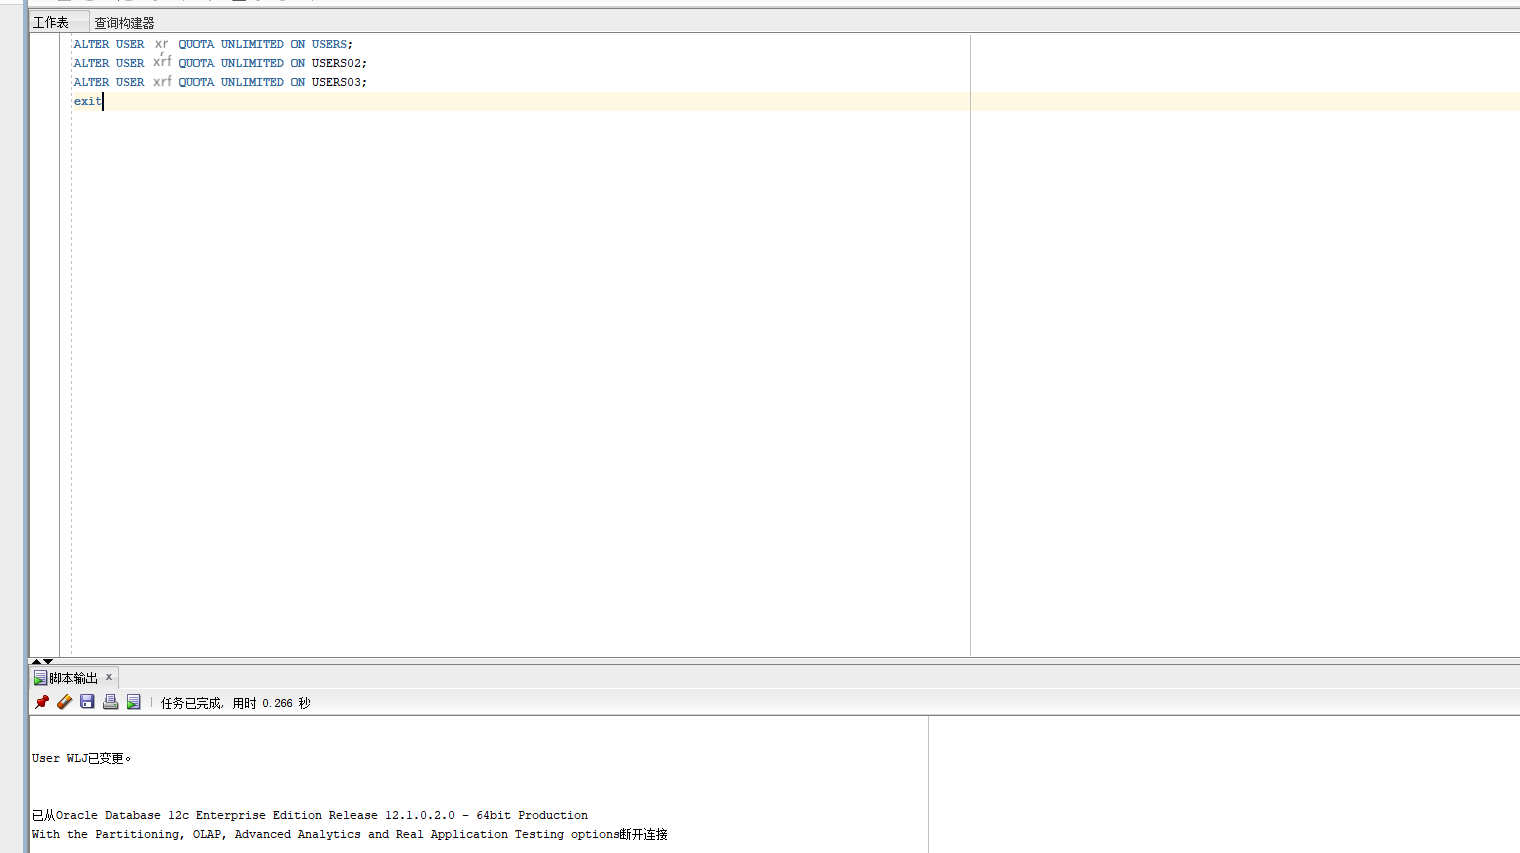 工作表 查询构建器
ALTER USER xr QUOTA UNLIMITED ON USERS;
ALTER USER xrf QUOTA UNLIMITED ON USERS02;
ALTER USER xrf QUOTA UNLIMITED ON USERS03;
exit
脚本输出 x
任务已完成, 用时 0.266 秒
User WLJ已变更。
已从Oracle Database 12c Enterprise Edition Release 12.1.0.2.0 - 64bit Production
With the Partitioning, OLAP, Advanced Analytics and Real Application Testing options断开连接